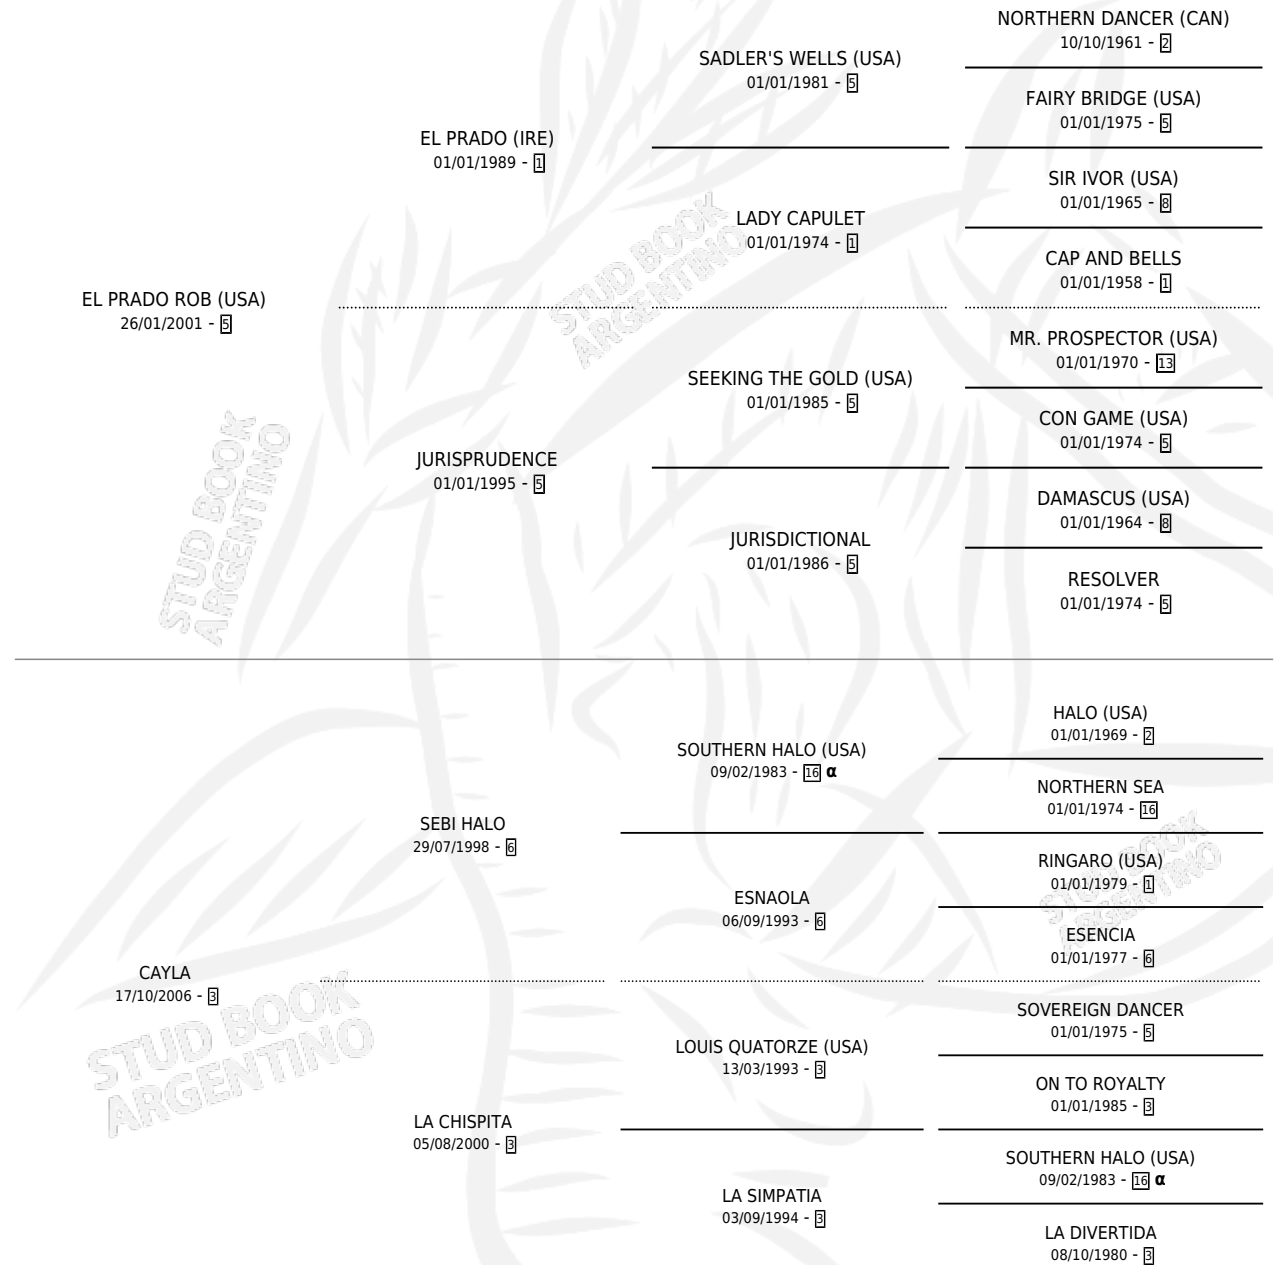 NORTHERN DANCER (CAN)
10/10/1961 - 2
SADLER'S WELLS (USA)
01/01/1981 - 5
FAIRY BRIDGE (USA)
01/01/1975 - 5
EL PRADO (IRE)
01/01/1989 - 1
SIR IVOR (USA)
01/01/1965 - 8
LADY CAPULET
01/01/1974 - 1
CAP AND BELLS
01/01/1958 - 1
EL PRADO ROB (USA)
26/01/2001 - 5
MR. PROSPECTOR (USA)
01/01/1970 - 13
SEEKING THE GOLD (USA)
01/01/1985 - 5
CON GAME (USA)
01/01/1974 - 5
JURISPRUDENCE
01/01/1995 - 5
DAMASCUS (USA)
01/01/1964 - 8
JURISDICTIONAL
01/01/1986 - 5
RESOLVER
01/01/1974 - 5
HALO (USA)
01/01/1969 - 2
SOUTHERN HALO (USA)
09/02/1983 - 16 α
NORTHERN SEA
01/01/1974 - 16
SEBI HALO
29/07/1998 - 6
RINGARO (USA)
01/01/1979 - 1
ESNAOLA
06/09/1993 - 6
ESENCIA
01/01/1977 - 6
CAYLA
17/10/2006 - 3
SOVEREIGN DANCER
01/01/1975 - 5
LOUIS QUATORZE (USA)
13/03/1993 - 3
ON TO ROYALTY
01/01/1985 - 3
LA CHISPITA
05/08/2000 - 3
SOUTHERN HALO (USA)
09/02/1983 - 16 α
LA SIMPATIA
03/09/1994 - 3
LA DIVERTIDA
08/10/1980 - 3
STUD BOOK
ARGENTINO
STUD BOOK
ARGENTINO
STUD BOOK
ARGENTINO
STUD BOOK
ARGENTINO